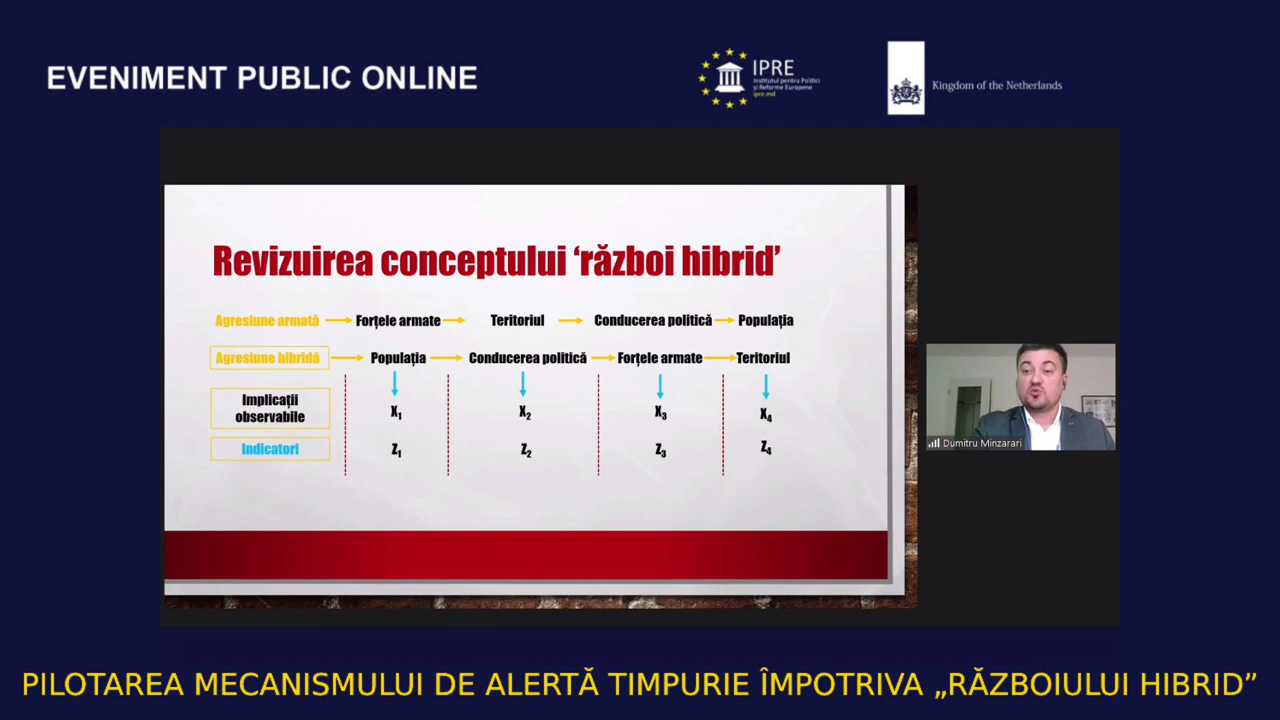 EVENIMENT PUBLIC ONLINE
IPRE
Institutul pentru Politici
și Reforme Europene
ipre.md
Kingdom of the Netherlands
Revizuirea conceptului ‘război hibrid’
Agresiune armată Forțele armate Teritoriul Conducerea politică Populația
Agresiune hibridă Populația Conducerea politică Forțele armate Teritoriul
Implicații
observabile
X₁ X₂ X₃ X₄
Indicatori Z₁ Z₂ Z₃ Z₄
Dumitru Minzarari
PILOTAREA MECANISMULUI DE ALERTĂ TIMPURIE ÎMPOTRIVA „RĂZBOIULUI HIBRID”